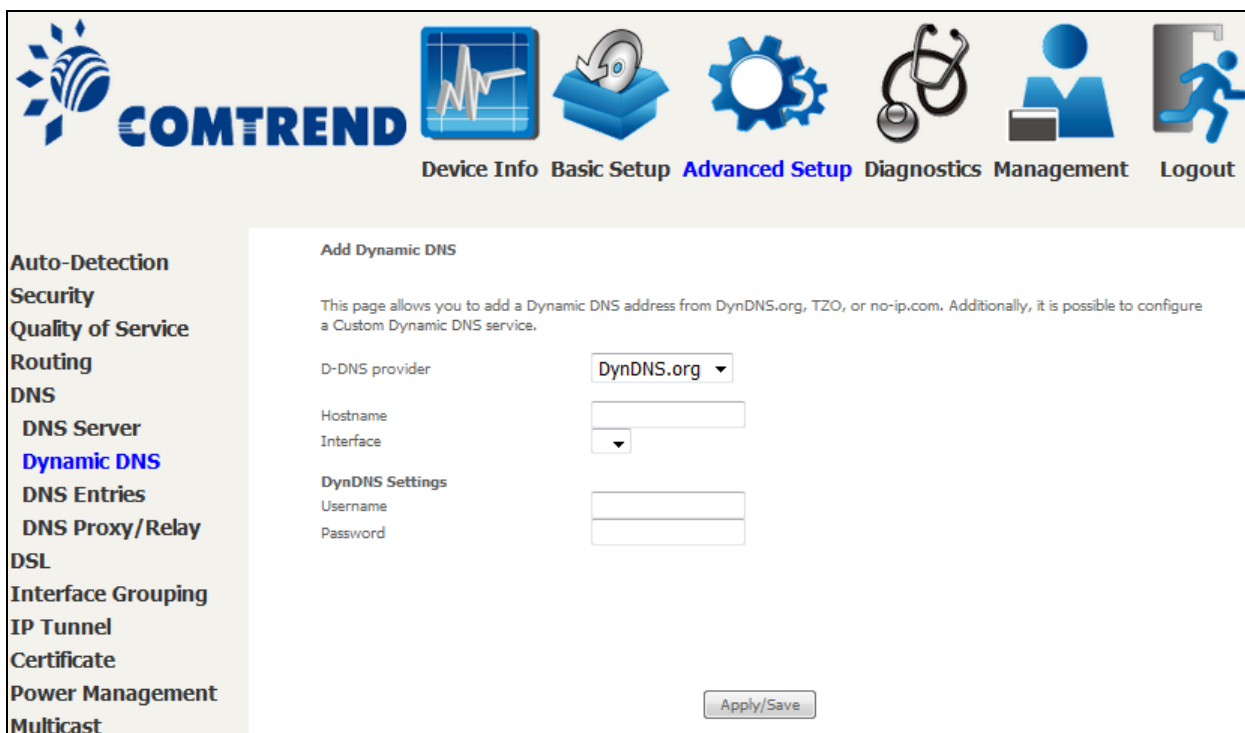 COMTREND
Device Info Basic Setup Advanced Setup Diagnostics Management Logout
Auto-Detection
Security
Quality of Service
Routing
DNS
DNS Server
Dynamic DNS
DNS Entries
DNS Proxy/Relay
DSL
Interface Grouping
IP Tunnel
Certificate
Power Management
Multicast
Add Dynamic DNS
This page allows you to add a Dynamic DNS address from DynDNS.org, TZO, or no-ip.com. Additionally, it is possible to configure
a Custom Dynamic DNS service.
D-DNS provider DynDNS.org
Hostname
Interface
DynDNS Settings
Username
Password
Apply/Save